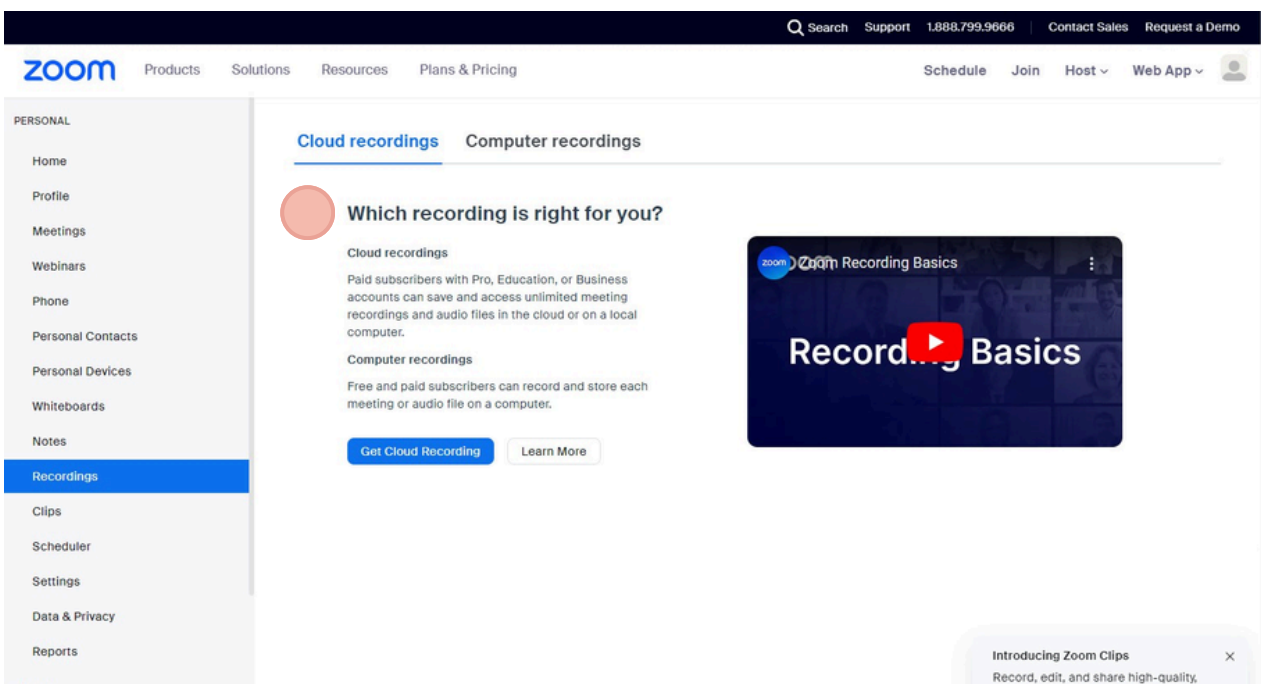 Search Support 1.888.799.9666 Contact Sales Request a Demo
zoom Products Solutions Resources Plans & Pricing Schedule Join Host Web App
PERSONAL
Home
Profile
Meetings
Webinars
Phone
Personal Contacts
Personal Devices
Whiteboards
Notes
Recordings
Clips
Scheduler
Settings
Data & Privacy
Reports
Cloud recordings Computer recordings
Which recording is right for you?
Cloud recordings
Paid subscribers with Pro, Education, or Business
accounts can save and access unlimited meeting
recordings and audio files in the cloud or on a local
computer.
Computer recordings
Free and paid subscribers can record and store each
meeting or audio file on a computer.
Get Cloud Recording Learn More
zoom Zoom Recording Basics
Recording Basics
Introducing Zoom Clips
Record, edit, and share high-quality,